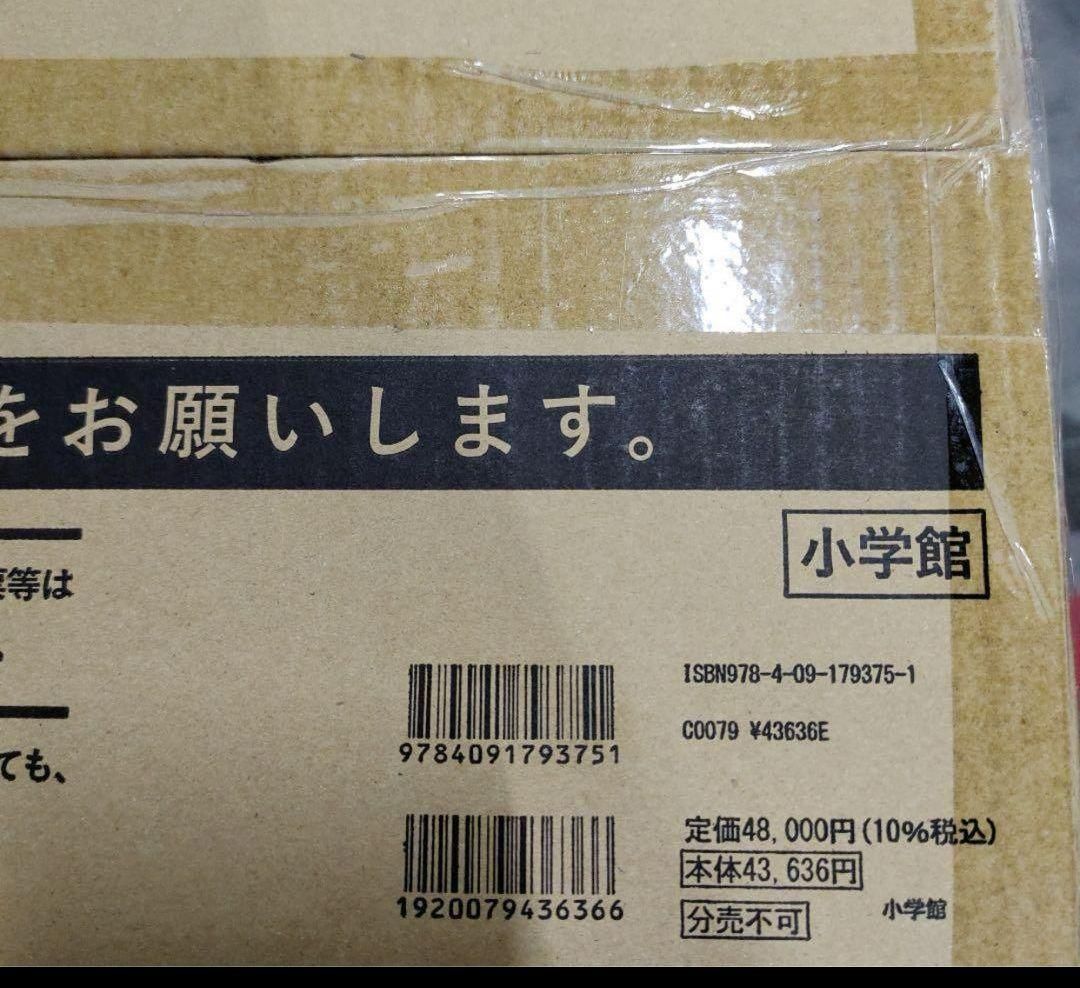 をお願いします。
小学館
票等は
ISBN978-4-09-179375-1
C0079 ¥43636E
9784091793751
ても、
定価48,000円(10%税込)
本体43,636円
1920079436366
分売不可
小学館